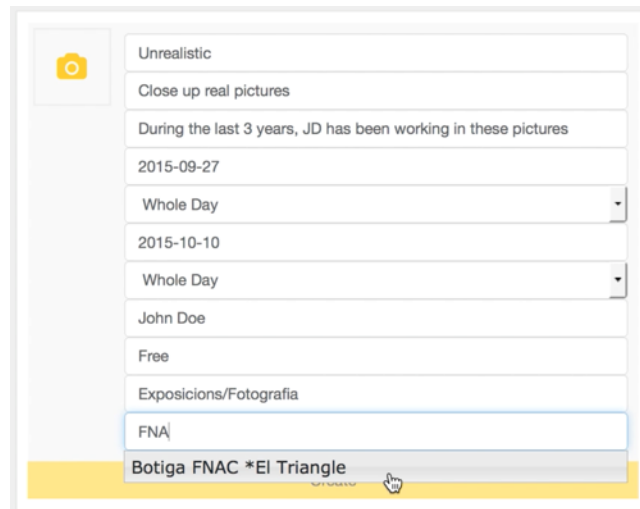 Unrealistic
Close up real pictures
During the last 3 years, JD has been working in these pictures
2015-09-27
Whole Day
2015-10-10
Whole Day
John Doe
Free
Exposicions/Fotografia
FNA
Botiga FNAC *El Triangle